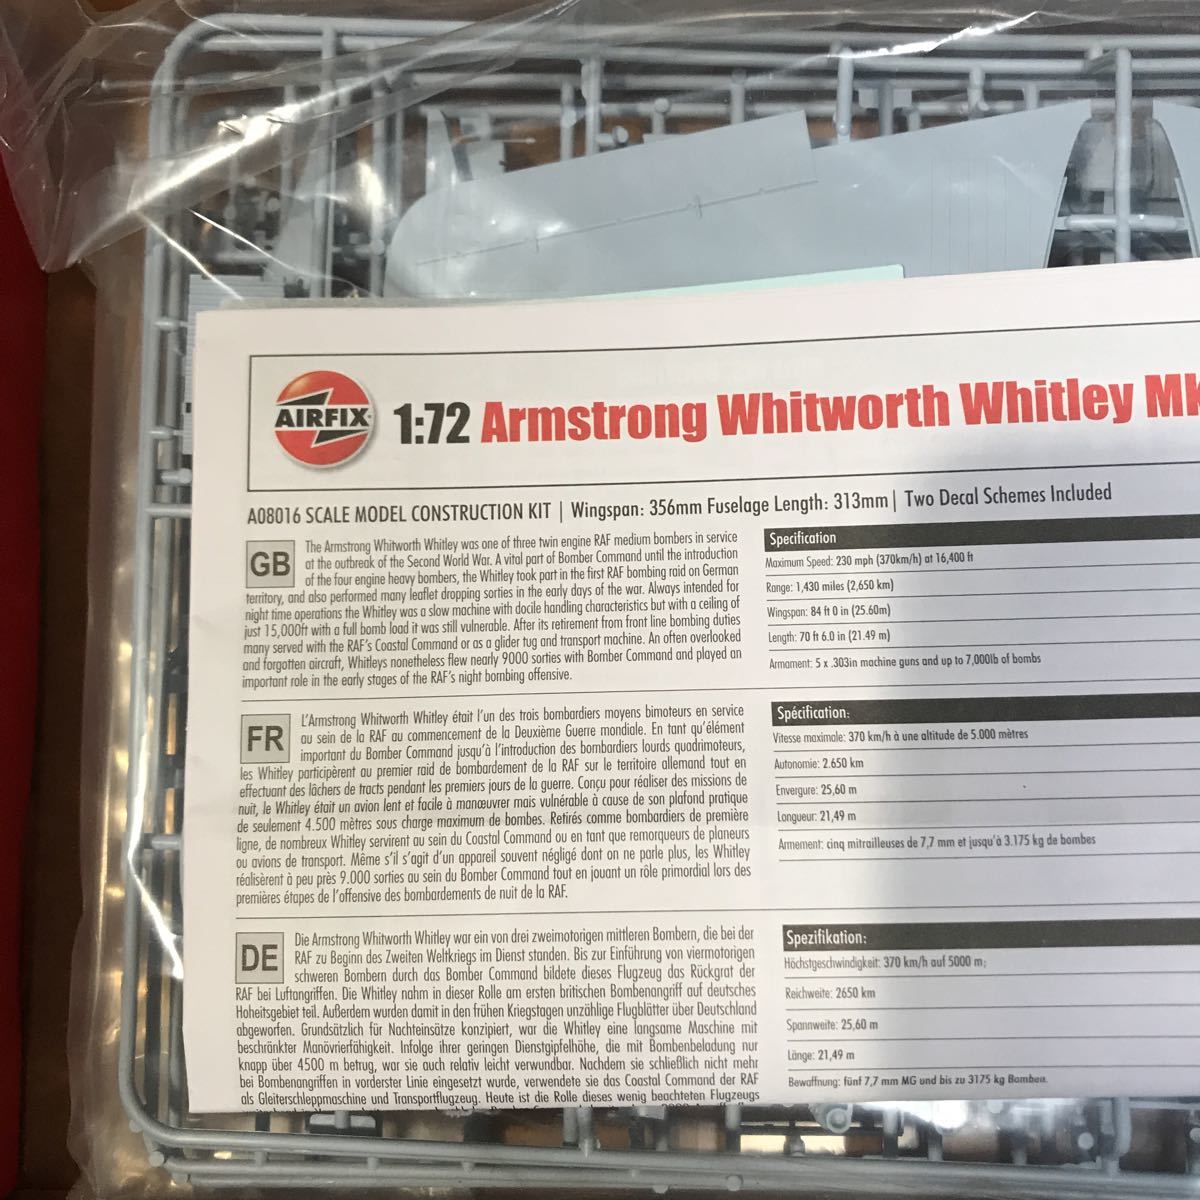 AIRFIX
1:72 Armstrong Whitworth Whitley MK
A08016 SCALE MODEL CONSTRUCTION KIT | Wingspan: 356mm Fuselage Length: 313mm | Two Decal Schemes Included
GB
The Armstrong Whitworth Whitley was one of three twin engine RAF medium bombers in service
at the outbreak of the Second World War. A vital part of Bomber Command until the introduction
of the four engine heavy bombers, the Whitley took part in the first RAF bombing raid on German
territory, and also performed many leaflet dropping sorties in the early days of the war. Always intended for
night time operations the Whitley was a slow machine with docile handling characteristics but with a ceiling of
just 15,000ft with a full bomb load it was still vulnerable. After its retirement from front line bombing duties
many served with the RAF's Coastal Command or as a glider tug and transport machine. An often overlooked
and forgotten aircraft, Whitleys nonetheless flew nearly 9000 sorties with Bomber Command and played an
important role in the early stages of the RAF's night bombing offensive.
Specification
Maximum Speed: 230 mph (370km/h) at 16,400 ft
Range: 1,430 miles (2,650 km)
Wingspan: 84 ft 0 in (25.60m)
Length: 70 ft 6.0 in (21.49 m)
Armament: 5 x .303in machine guns and up to 7,000lb of bombs
FR
L'Armstrong Whitworth Whitley était l'un des trois bombardiers moyens bimoteurs en service
au sein de la RAF au commencement de la Deuxième Guerre mondiale. En tant qu'élément
important du Bomber Command jusqu'à l'introduction des bombardiers lourds quadrimoteurs,
les Whitley participèrent au premier raid de bombardement de la RAF sur le territoire allemand tout en
effectuant des lâchers de tracts pendant les premiers jours de la guerre. Conçu pour réaliser des missions de
nuit, le Whitley était un avion lent et facile à manœuvrer mais vulnérable à cause de son plafond pratique
de seulement 4.500 mètres sous charge maximum de bombes. Retirés comme bombardiers de première
ligne, de nombreux Whitley servirent au sein du Coastal Command ou en tant que remorqueurs de planeurs
ou avions de transport. Même s'il s'agit d'un appareil souvent négligé dont on ne parle plus, les Whitley
réalisèrent à peu près 9.000 sorties au sein du Bomber Command tout en jouant un rôle primordial lors des
premières étapes de l'offensive des bombardements de nuit de la RAF.
Spécification:
Vitesse maximale: 370 km/h à une altitude de 5.000 mètres
Autonomie: 2.650 km
Envergure: 25,60 m
Longueur: 21,49 m
Armement: cinq mitrailleuses de 7,7 mm et jusqu'à 3.175 kg de bombes
DE
Die Armstrong Whitworth Whitley war ein von drei zweimotorigen mittleren Bombern, die bei der
RAF zu Beginn des Zweiten Weltkriegs im Dienst standen. Bis zur Einführung von viermotorigen
schweren Bombern durch das Bomber Command bildete dieses Flugzeug das Rückgrat der
RAF bei Luftangriffen. Die Whitley nahm in dieser Rolle am ersten britischen Bombenangriff auf deutsches
Hoheitsgebiet teil. Außerdem wurden damit in den frühen Kriegstagen unzählige Flugblätter über Deutschland
abgeworfen. Grundsätzlich für Nachteinsätze konzipiert, war die Whitley eine langsame Maschine mit
beschränkter Manövrierfähigkeit. Infolge ihrer geringen Dienstgipfelhöhe, die mit Bombenbeladung nur
knapp über 4500 m betrug, war sie auch relativ leicht verwundbar. Nachdem sie schließlich nicht mehr
bei Bombenangriffen in vorderster Linie eingesetzt wurde, verwendete sie das Coastal Command der RAF
als Gleiterschleppmaschine und Transportflugzeug. Heute ist die Rolle dieses wenig beachteten Flugzeugs
Spezifikation:
Höchstgeschwindigkeit: 370 km/h auf 5000 m;
Reichweite: 2650 km
Spannweite: 25,60 m
Länge: 21,49 m
Bewaffnung: fünf 7,7 mm MG und bis zu 3175 kg Bomben.